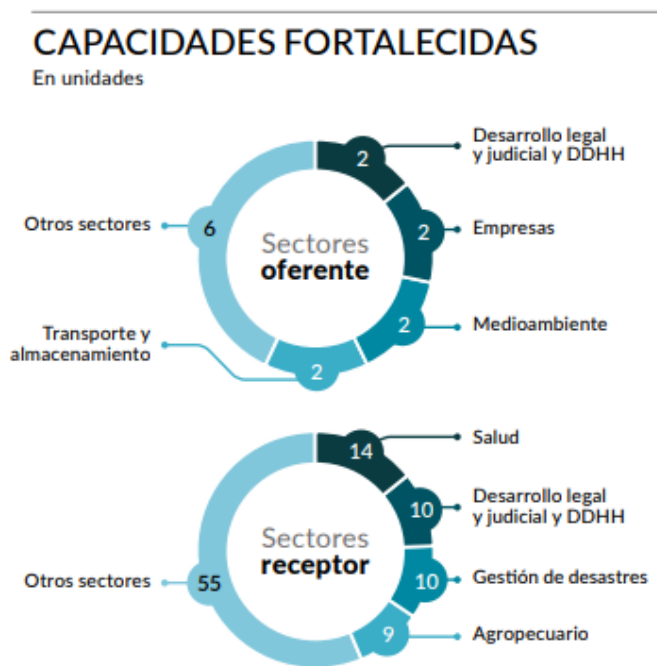 CAPACIDADES FORTALECIDAS
En unidades
Desarrollo legal
y judicial y DDHH
2
Otros sectores
6
Sectores
oferente
2
Empresas
2
Medioambiente
Transporte y
almacenamiento
2
14
Salud
Desarrollo legal
y judicial y DDHH
10
Sectores
receptor
Otros sectores
55
10
Gestión de desastres
9
Agropecuario